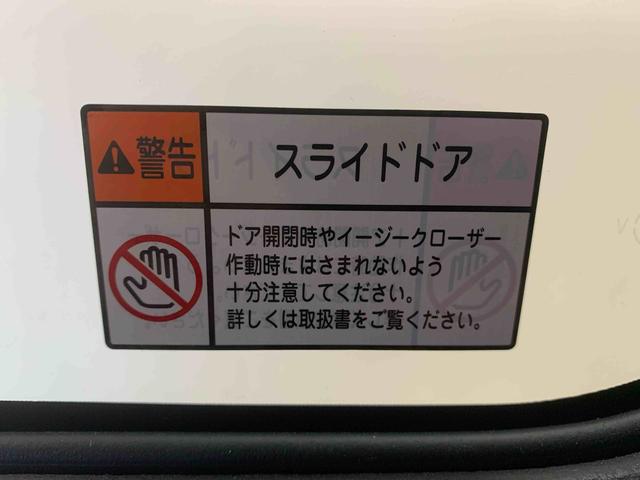 警告
スライドドア
ドア開閉時やイージークローザー
作動時にはさまれないよう
十分注意してください。
詳しくは取扱書をご覧ください。